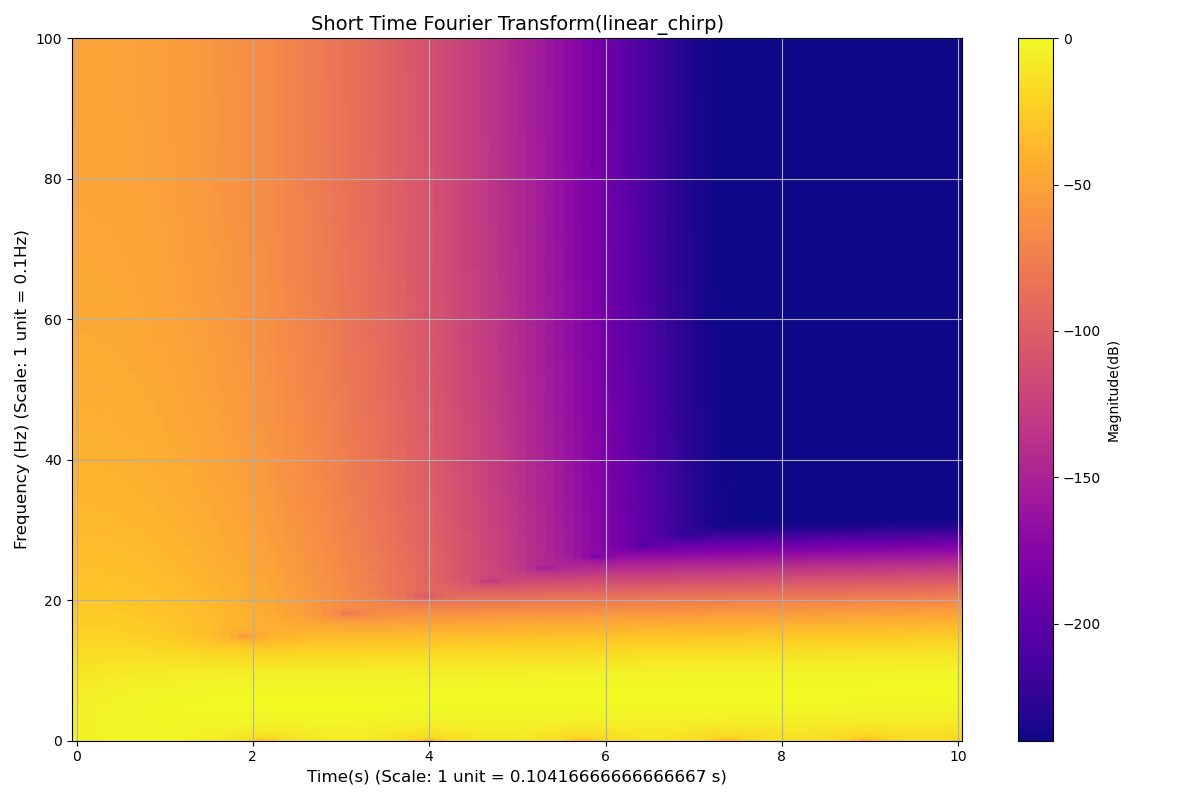 Short Time Fourier Transform(linear_chirp)
100
80
60
40
20
0
Frequency (Hz) (Scale: 1 unit = 0.1Hz)
0 2 4 6 8 10
Time(s) (Scale: 1 unit = 0.10416666666666667 s)
0
−50
−100
−150
−200
Magnitude(dB)